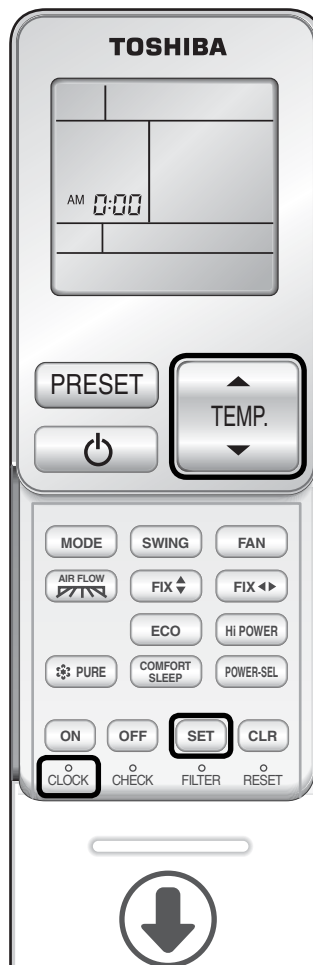 TOSHIBA
AM 0:00
PRESET
TEMP.
MODE SWING FAN
AIR FLOW FIX FIX
ECO Hi POWER
PURE COMFORT SLEEP POWER-SEL
ON OFF SET CLR
CLOCK CHECK FILTER RESET